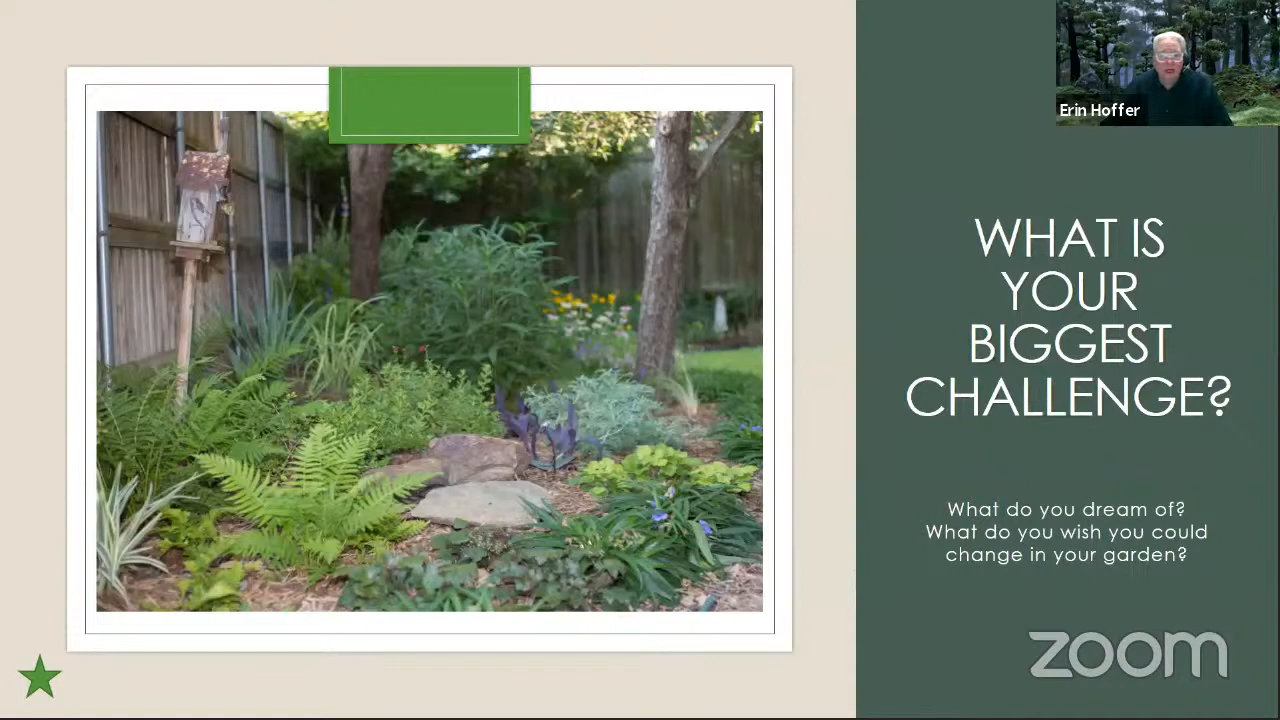 Erin Hoffer
WHAT IS
YOUR
BIGGEST
CHALLENGE?
What do you dream of?
What do you wish you could
change in your garden?
zoom